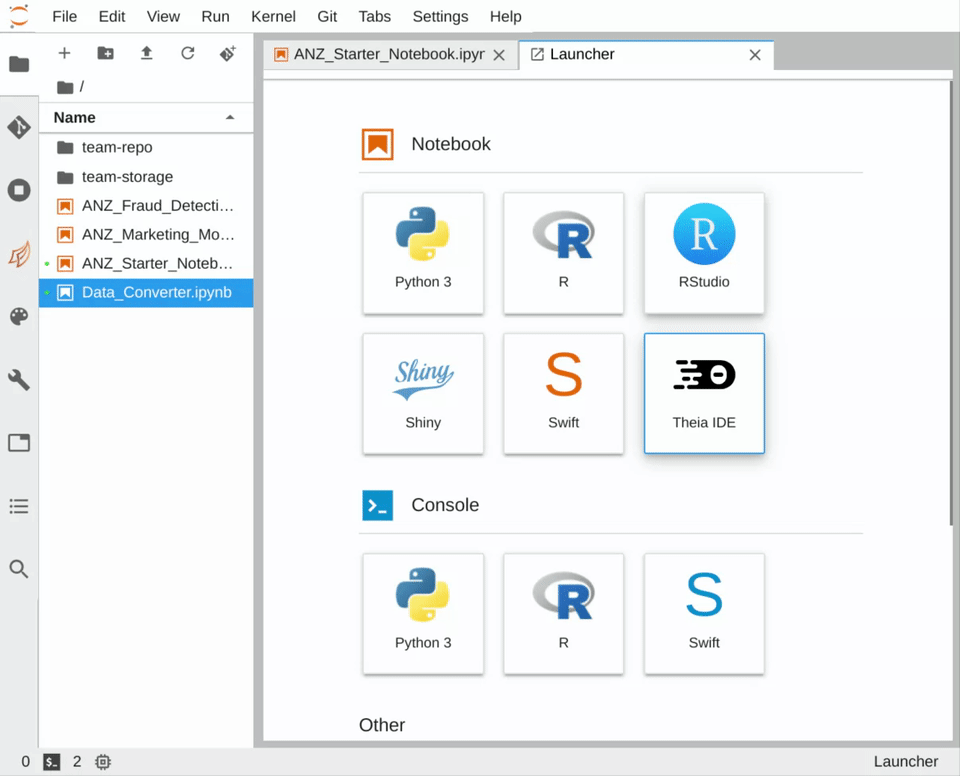 File Edit View Run Kernel Git Tabs Settings Help
ANZ_Starter_Notebook.ipyr
Launcher
/
Name
team-repo
team-storage
ANZ_Fraud_Detecti...
ANZ_Marketing_Mo...
ANZ_Starter_Noteb...
Data_Converter.ipynb
Notebook
Python 3
R
R
RStudio
Shiny
Shiny
S
Swift
Theia IDE
Console
Python 3
R
R
S
Swift
Other
0 $_ 2
Launcher